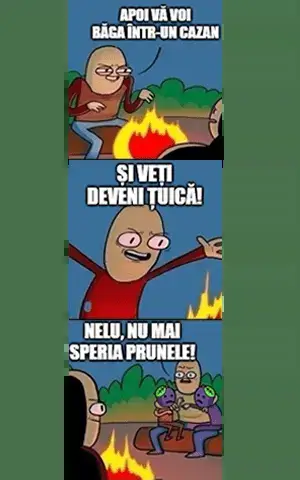 APOI VĂ VOI
BĂGA ÎNTR-UN CAZAN
ȘI VEȚI
DEVENI ȚUICĂ!
NELU, NU MAI
SPERIA PRUNELE!